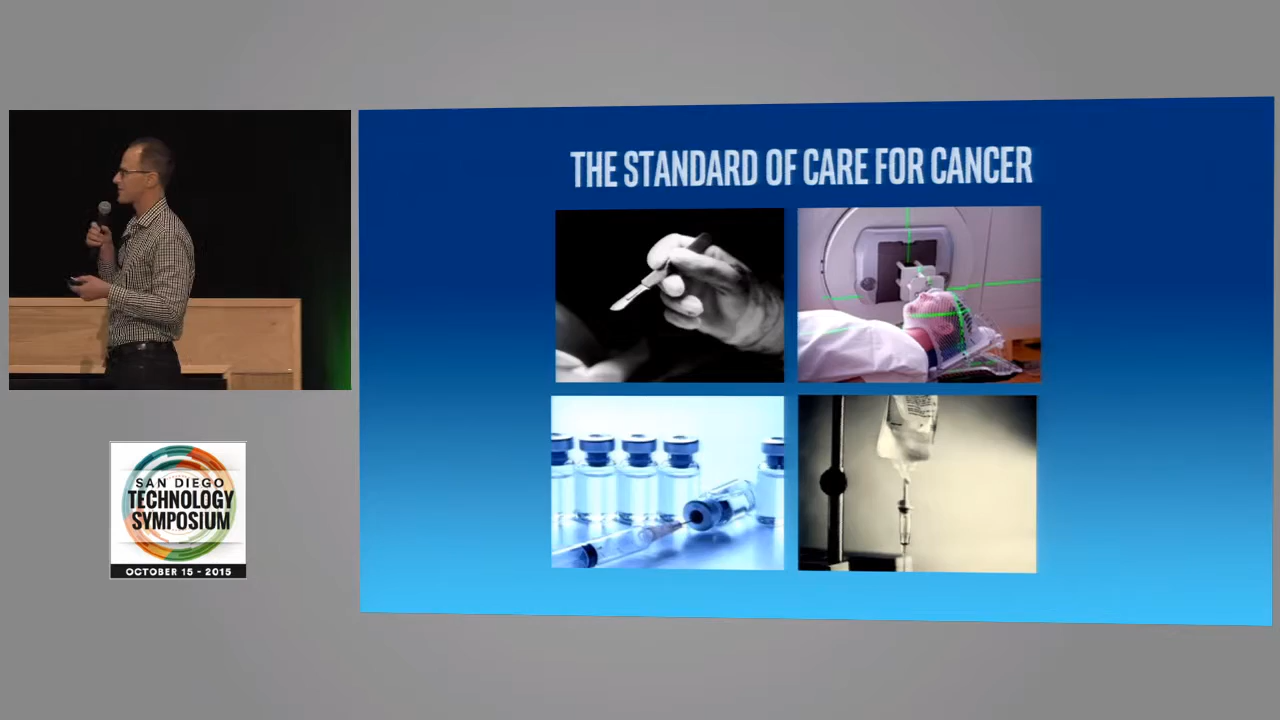 THE STANDARD OF CARE FOR CANCER
SAN DIEGO
TECHNOLOGY
SYMPOSIUM
OCTOBER 15 - 2015